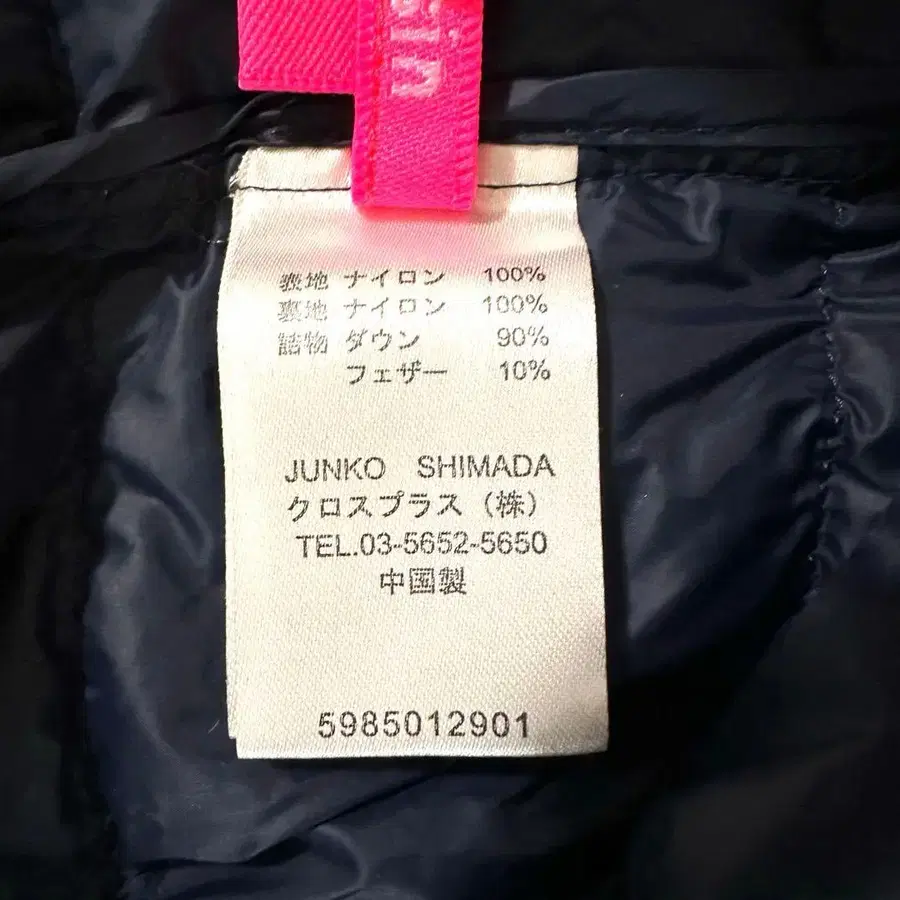 sin
表地 ナイロン 100%
裏地 ナイロン 100%
詰物 ダウン 90%
フェザー 10%
JUNKO SHIMADA
クロスプラス(株)
TEL.03-5652-5650
中国製
5985012901